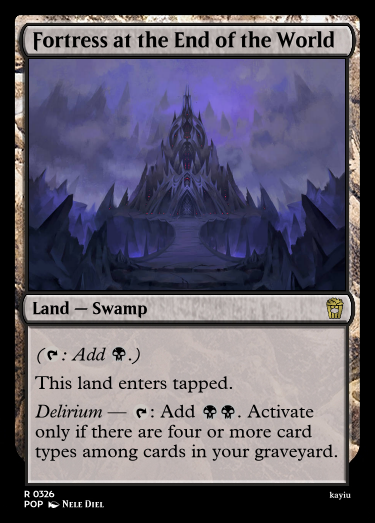 Fortress at the End of the World
Land — Swamp
(: Add .)
This land enters tapped.
Delirium — : Add . Activate
only if there are four or more card
types among cards in your graveyard.
R 0326
POP Nele Diel
kayiu